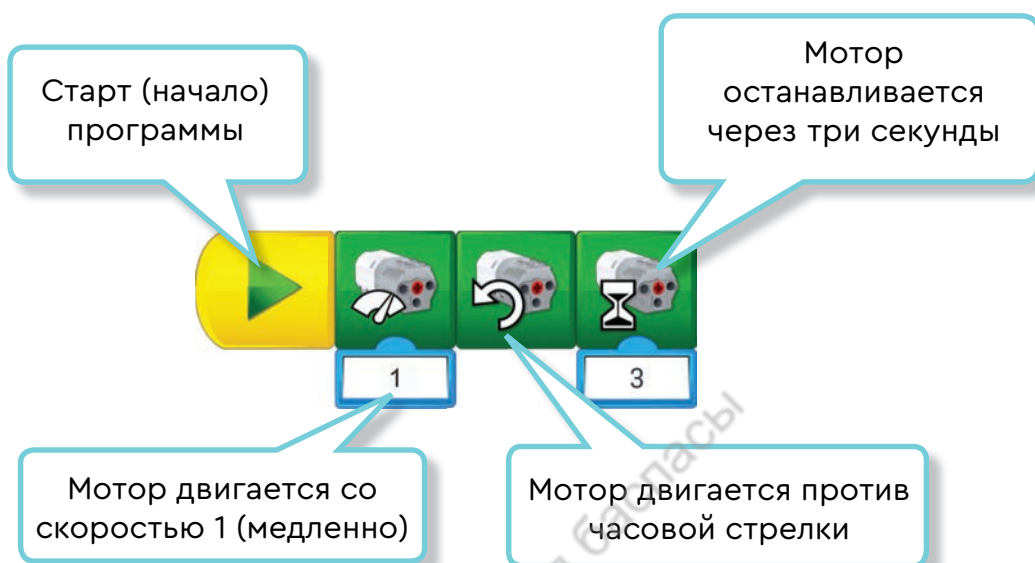 Старт (начало)
программы
Мотор
останавливается
через три секунды
1
3
Мотор двигается со
скоростью 1 (медленно)
Мотор двигается против
часовой стрелки
баспасы